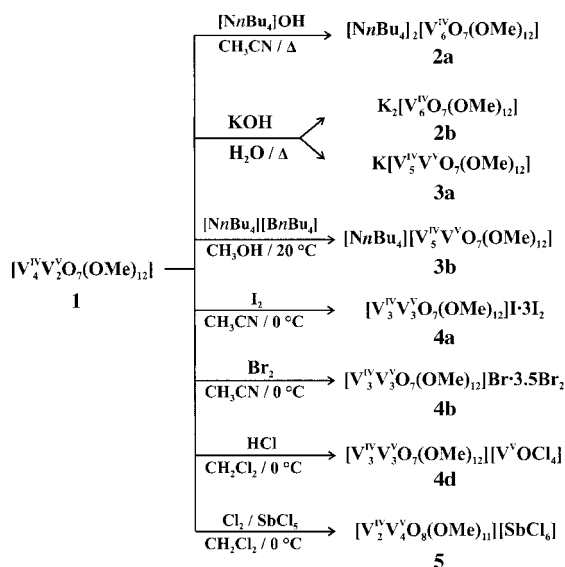 [NnBu₄]OH
CH₃CN / Δ
[NnBu₄]₂[V₆ᴵⱽO₇(OMe)₁₂]
2a
KOH
H₂O / Δ
K₂[V₆ᴵⱽO₇(OMe)₁₂]
2b
K[V₅ᴵⱽVⱽO₇(OMe)₁₂]
3a
[NnBu₄][BnBu₄]
CH₃OH / 20 °C
[NnBu₄][V₅ᴵⱽVⱽO₇(OMe)₁₂]
3b
[V₄ᴵⱽV₂ⱽO₇(OMe)₁₂]
1
I₂
CH₃CN / 0 °C
[V₃ᴵⱽV₃ⱽO₇(OMe)₁₂]I·3I₂
4a
Br₂
CH₃CN / 0 °C
[V₃ᴵⱽV₃ⱽO₇(OMe)₁₂]Br·3.5Br₂
4b
HCl
CH₂Cl₂ / 0 °C
[V₃ᴵⱽV₃ⱽO₇(OMe)₁₂][VⱽOCl₄]
4d
Cl₂ / SbCl₅
CH₂Cl₂ / 0 °C
[V₂ᴵⱽV₄ⱽO₈(OMe)₁₁][SbCl₆]
5